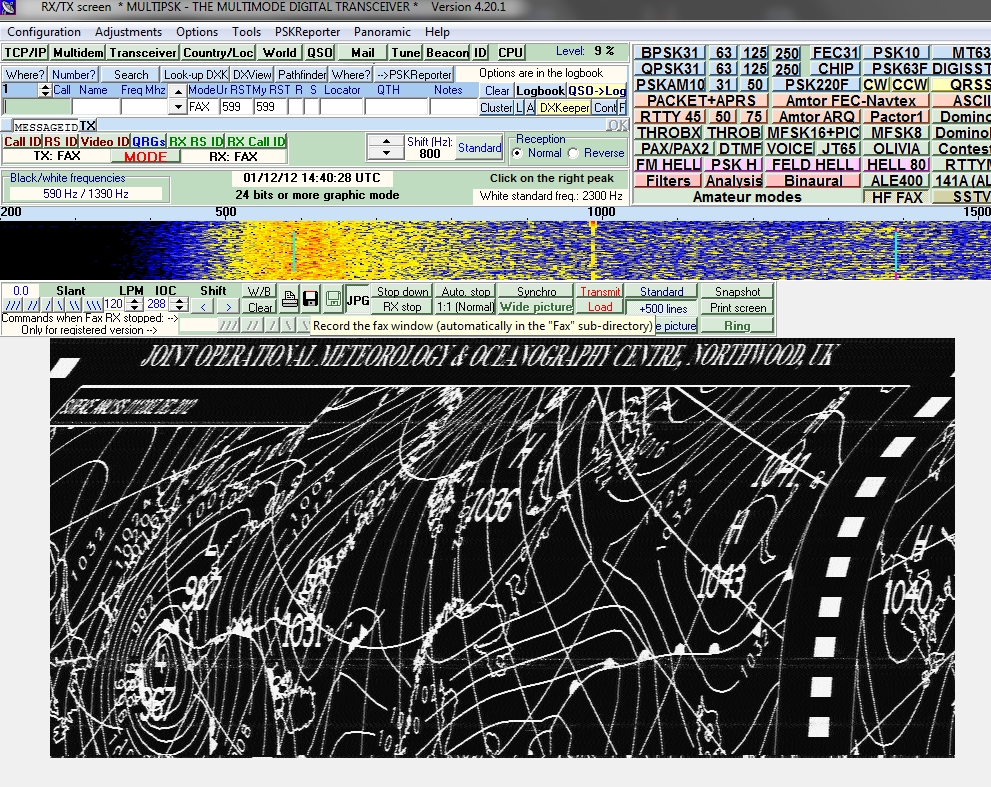 RX/TX screen * MULTIPSK - THE MULTIMODE DIGITAL TRANSCEIVER * Version 4.20.1
Configuration Adjustments Options Tools PSKReporter Panoramic Help
TCP/IP Multidem Transceiver Country/Loc World QSO Mail Tune Beacon ID CPU Level: 9 %
Where? Number? Search Look-up DXK DXView Pathfinder Where? -->PSKReporter Options are in the logbook
1 Call Name Freq Mhz Mode Ur RST My RST R S Locator QTH Notes Clear Logbook QSO->Log
FAX 599 599 Cluster L A DXKeeper Cont F
MESSAGEID TX OK
Call ID RS ID Video ID QRGs RX RS ID RX Call ID
TX: FAX MODE RX: FAX
Shift (Hz): 800 Standard
Reception
Normal Reverse
Black/white frequencies
590 Hz / 1390 Hz
01/12/12 14:40:28 UTC
24 bits or more graphic mode
Click on the right peak
White standard freq.: 2300 Hz
BPSK31 63 125 250 FEC31 PSK10 MT63
QPSK31 63 125 250 CHIP PSK63F DIGISST
PSKAM10 31 50 PSK220F CW CCW QRSS
PACKET+APRS Amtor FEC-Navtex ASCII
RTTY 45 50 75 Amtor ARQ Pactor1 Domino
THROBX THROB MFSK16+PIC MFSK8 Domino
PAX/PAX2 DTMF VOICE JT65 OLIVIA Contest
FM HELL PSK H FELD HELL HELL 80 RTTYM
Filters Analysis Binaural ALE400 141A (AL
Amateur modes HF FAX SSTV
200 500 1000 1500
0.0 Slant LPM IOC Shift W/B JPG Stop down Auto. stop Synchro Transmit Standard Snapshot
120 288 < > Clear RX stop 1:1 (Normal) Wide picture Load +500 lines Print screen
Commands when Fax RX stopped: -->
Only for registered version -->
Record the fax window (automatically in the "Fax" sub-directory)
e picture Ring
JOINT OPERATIONAL METEOROLOGY & OCEANOGRAPHY CENTRE, NORTHWOOD, UK
1041
1036
H
1043
1040
1031
1032
L